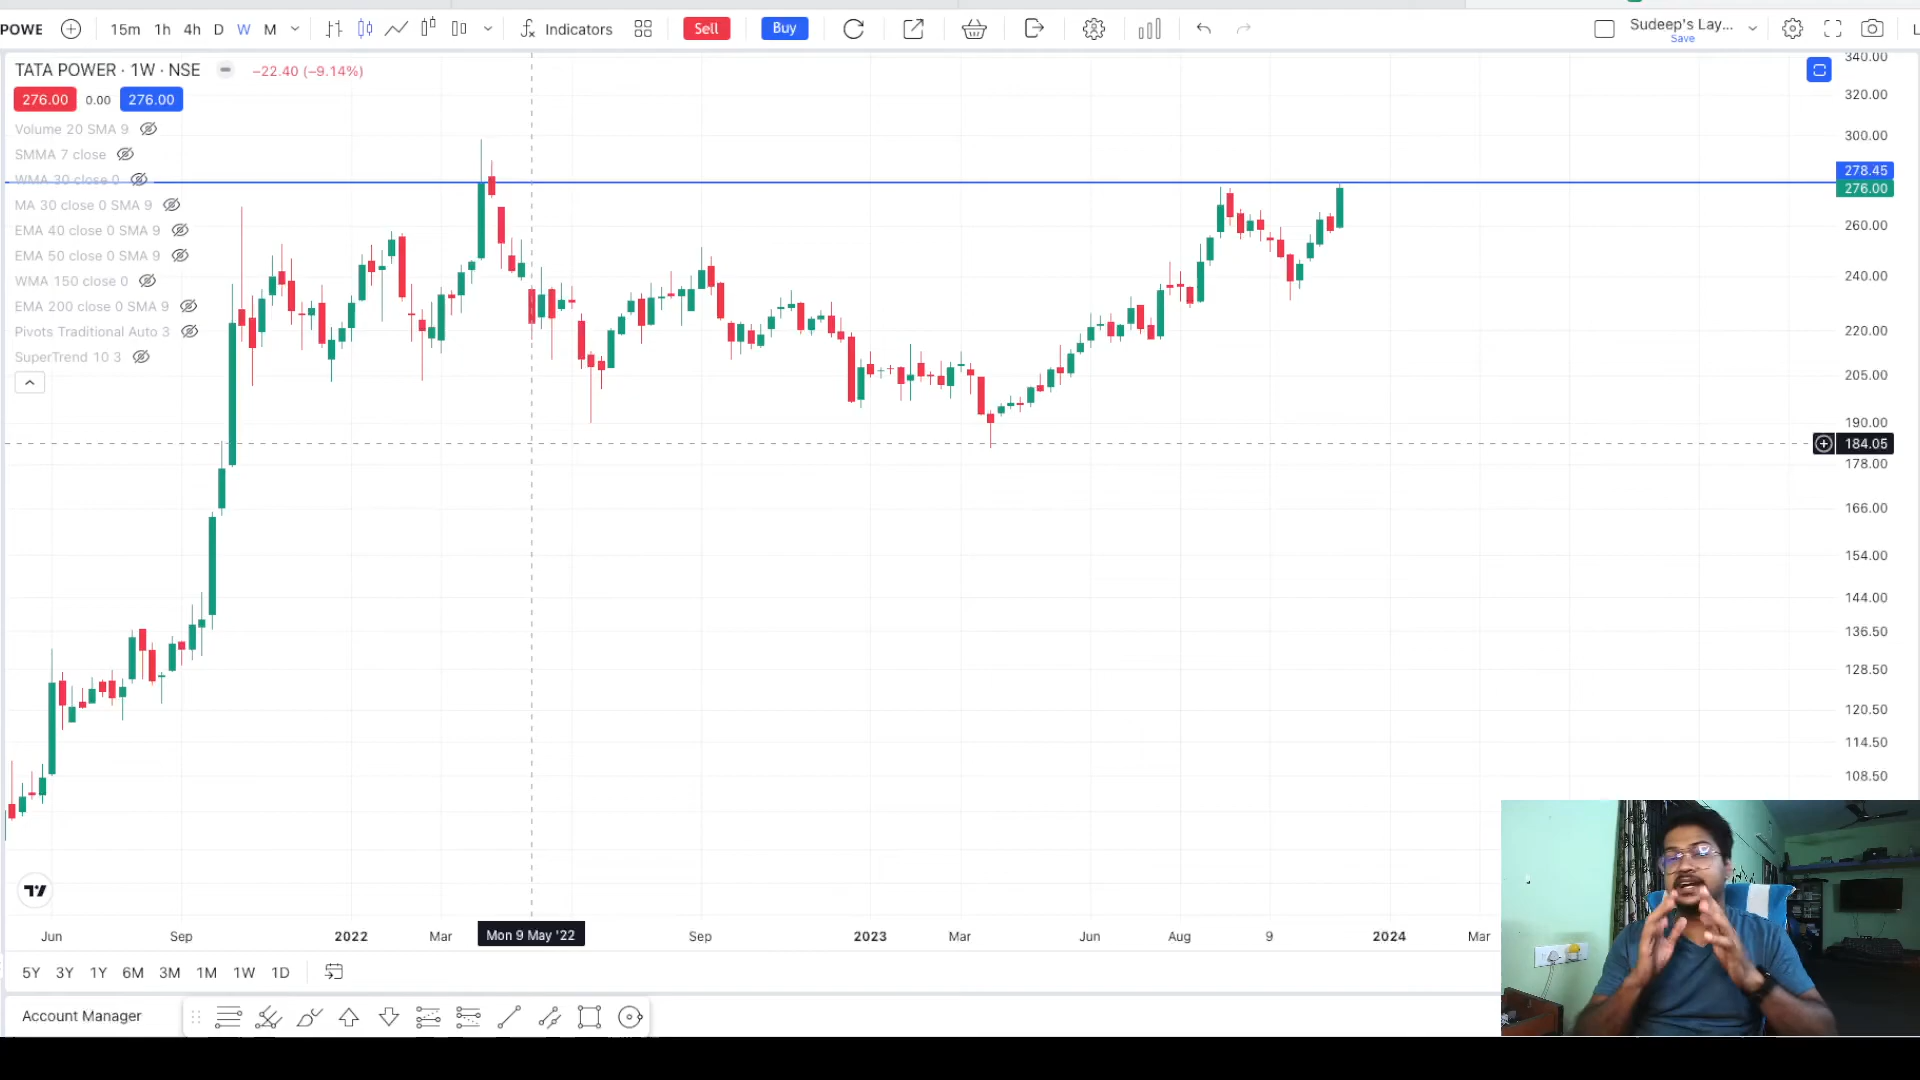 POWE 15m 1h 4h D W M Indicators Sell Buy Sudeep's Lay...
Save
TATA POWER · 1W · NSE −22.40 (−9.14%)
276.00 0.00 276.00
Volume 20 SMA 9
SMMA 7 close
WMA 30 close 0
MA 30 close 0 SMA 9
EMA 40 close 0 SMA 9
EMA 50 close 0 SMA 9
WMA 150 close 0
EMA 200 close 0 SMA 9
Pivots Traditional Auto 3
SuperTrend 10 3
340.00
320.00
300.00
278.45
276.00
260.00
240.00
220.00
205.00
190.00
184.05
178.00
166.00
154.00
144.00
136.50
128.50
120.50
114.50
108.50
Jun Sep 2022 Mar Mon 9 May '22 Sep 2023 Mar Jun Aug 9 2024 Mar
5Y 3Y 1Y 6M 3M 1M 1W 1D
Account Manager